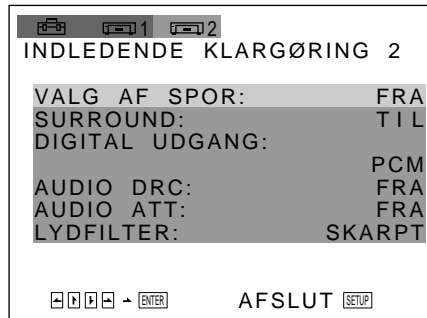 1 2
INDLEDENDE KLARGØRING 2
VALG AF SPOR: FRA
SURROUND: TIL
DIGITAL UDGANG:
PCM
AUDIO DRC: FRA
AUDIO ATT: FRA
LYDFILTER: SKARPT
ENTER AFSLUT SETUP